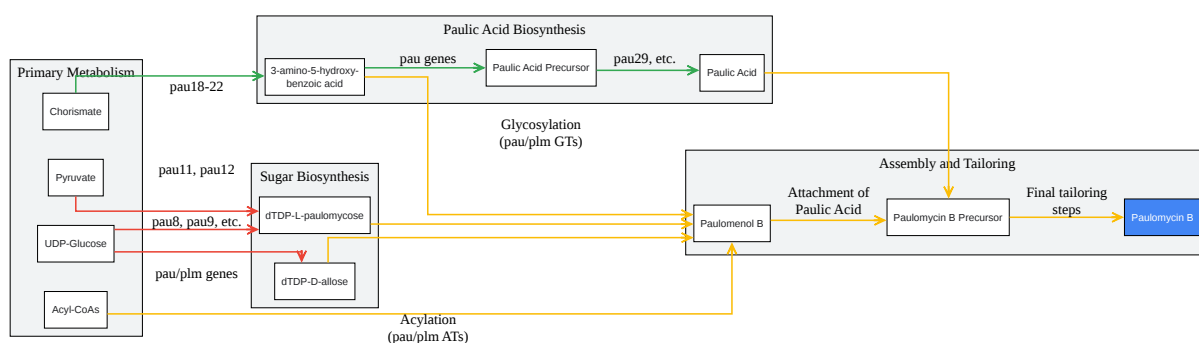 Paulic Acid Biosynthesis
pau genes
pau29, etc.
3-amino-5-hydroxy-
benzoic acid
Paulic Acid Precursor
Paulic Acid
Primary Metabolism
pau18-22
Chorismate
Glycosylation
(pau/plm GTs)
pau11, pau12
Pyruvate
Sugar Biosynthesis
Assembly and Tailoring
dTDP-L-paulomycose
pau8, pau9, etc.
Attachment of
Paulic Acid
Final tailoring
steps
Paulomenol B
Paulomycin B Precursor
Paulomycin B
UDP-Glucose
pau/plm genes
dTDP-D-allose
Acyl-CoAs
Acylation
(pau/plm ATs)